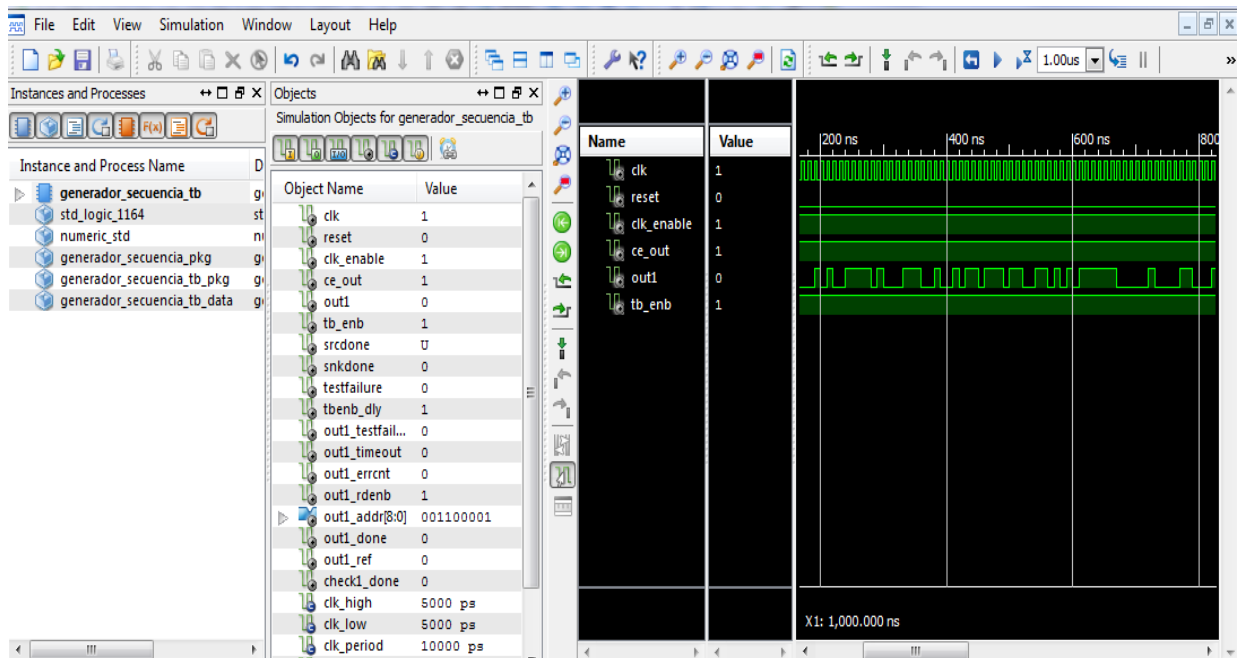 File Edit View Simulation Window Layout Help
1.00us
»
Instances and Processes
F(x)
Instance and Process Name D
generador_secuencia_tb
std_logic_1164 st
numeric_std
generador_secuencia_pkg
generador_secuencia_tb_pkg
generador_secuencia_tb_data
Objects
Simulation Objects for generador_secuencia_tb
I/O
Object Name Value
clk 1
reset 0
clk_enable 1
ce_out 1
out1 0
tb_enb 1
srcdone U
snkdone 0
testfailure 0
tbenb_dly 1
out1_testfail... 0
out1_timeout 0
out1_errcnt 0
out1_rdenb 1
out1_addr[8:0] 001100001
out1_done 0
out1_ref 0
check1_done 0
clk_high 5000 ps
clk_low 5000 ps
clk_period 10000 ps
Name Value
clk 1
reset 0
clk_enable 1
ce_out 1
out1 0
tb_enb 1
200 ns 400 ns 600 ns 800
X1: 1,000.000 ns